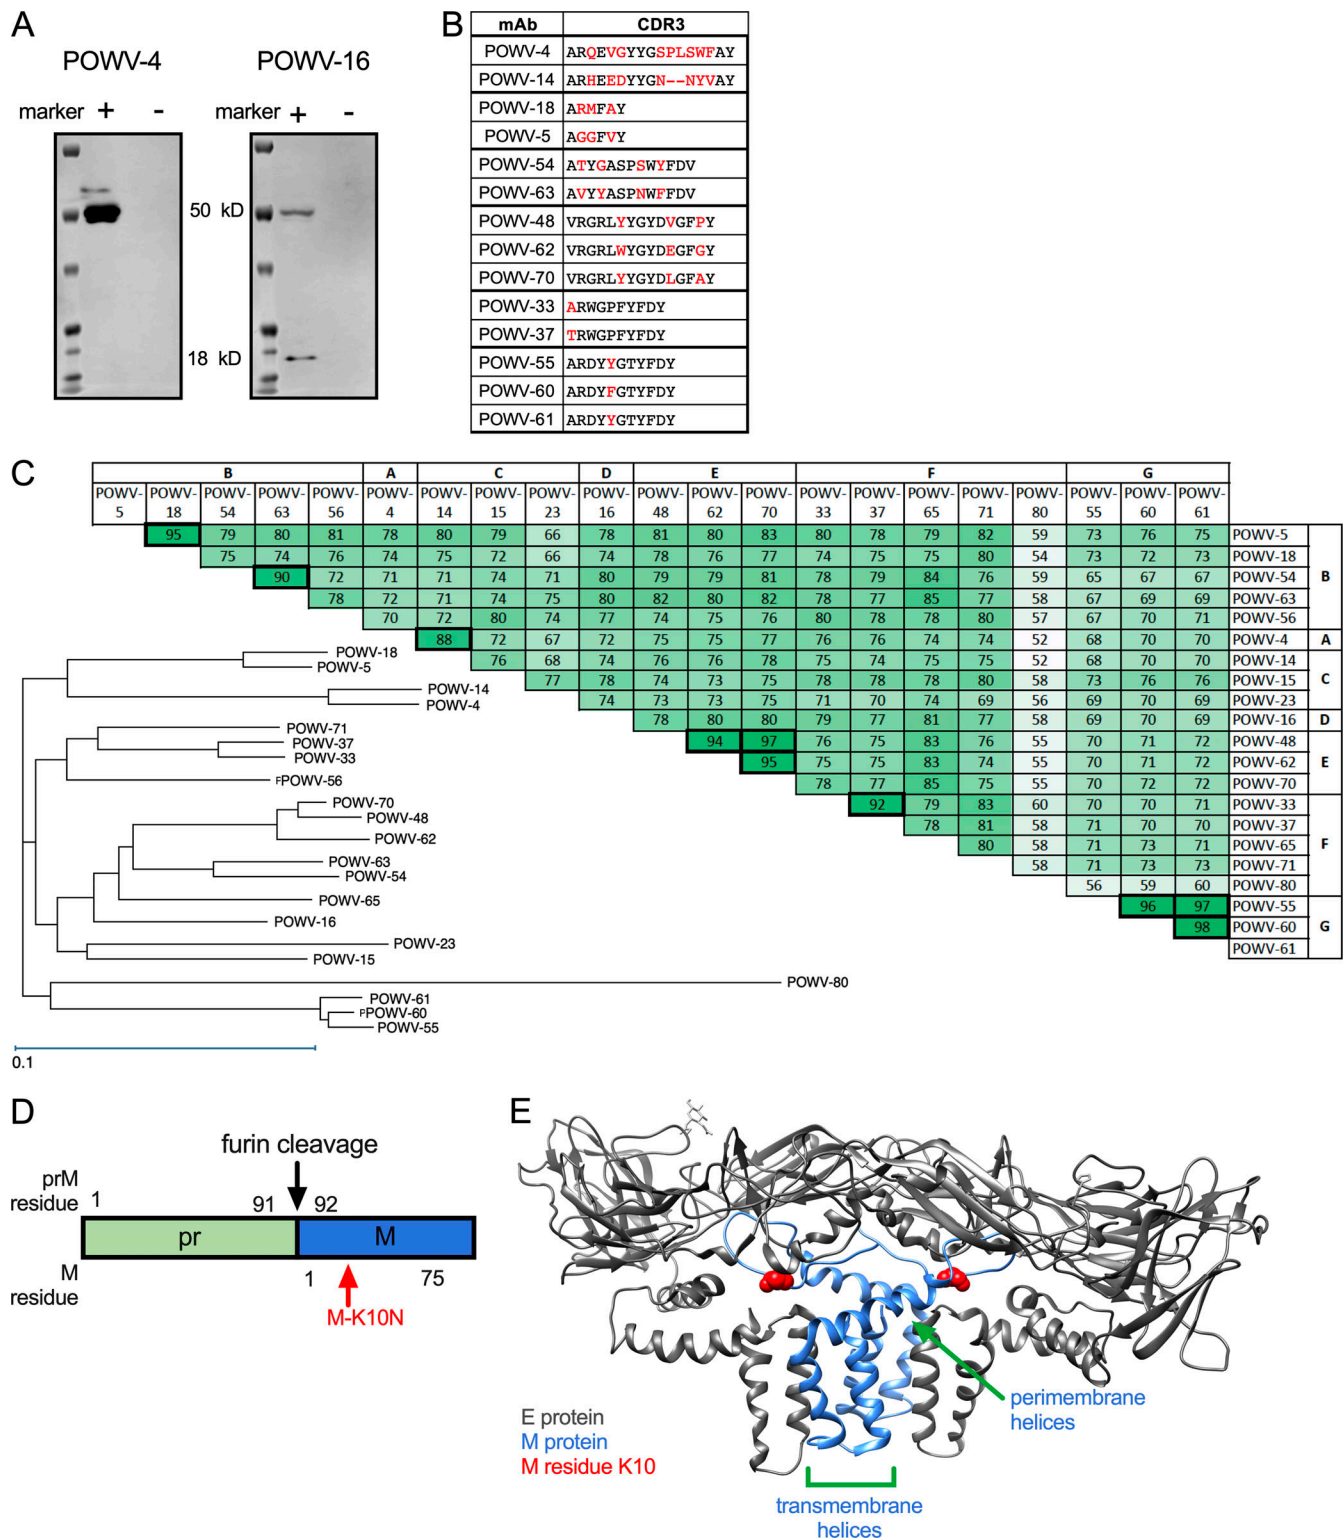 A
POWV-4
POWV-16
marker + -
marker + -
50 kD
18 kD
B
mAb CDR3
POWV-4 ARQEVGYYGSPLSWFAY
POWV-14 ARHEEDYYGN--NYVAY
POWV-18 ARMFAY
POWV-5 AGGFVY
POWV-54 ATYGASPSWYFDV
POWV-63 AVYYASPNWFFDV
POWV-48 VRGRLYYGYDVGFPY
POWV-62 VRGRLWYGYDEGFGY
POWV-70 VRGRLYYGYDLGFAY
POWV-33 ARWGPFYFDY
POWV-37 TRWGPFYFDY
POWV-55 ARDYYGTYFDY
POWV-60 ARDYFGTYFDY
POWV-61 ARDYYGTYFDY
C
B A C D E F G
POWV- POWV- POWV- POWV- POWV- POWV- POWV- POWV- POWV- POWV- POWV- POWV- POWV- POWV- POWV- POWV- POWV- POWV- POWV- POWV- POWV-
5 18 54 63 56 4 14 15 23 16 48 62 70 33 37 65 71 80 55 60 61
95 79 80 81 78 80 79 66 78 81 80 83 80 78 79 82 59 73 76 75 POWV-5
75 74 76 74 75 72 66 74 74 74 77 74 75 75 80 54 73 72 73 POWV-18
90 72 71 71 74 71 80 79 79 81 78 79 84 76 59 65 67 67 POWV-54 B
78 72 71 74 75 80 82 80 82 78 77 85 77 58 67 69 69 POWV-63
70 72 80 74 77 74 75 76 80 78 78 80 57 67 70 71 POWV-56
88 72 67 72 75 75 77 76 76 74 74 52 68 70 70 POWV-4 A
76 68 74 76 76 78 75 74 75 75 52 68 70 70 POWV-14
77 78 74 73 75 78 78 78 80 58 73 76 76 POWV-15 C
74 73 73 75 71 70 74 69 56 69 70 69 POWV-23
78 80 80 79 77 81 77 58 69 70 69 POWV-16 D
94 97 76 75 83 76 55 70 71 72 POWV-48
95 75 75 83 74 55 70 71 72 POWV-62 E
78 77 85 75 55 70 72 72 POWV-70
92 79 83 60 70 70 71 POWV-33
78 81 58 71 70 70 POWV-37
80 58 71 73 71 POWV-65 F
58 71 73 73 POWV-71
56 59 60 POWV-80
96 97 POWV-55
98 POWV-60 G
POWV-61
POWV-18
POWV-5
POWV-14
POWV-4
POWV-71
POWV-37
POWV-33
POWV-56
POWV-70
POWV-48
POWV-62
POWV-63
POWV-54
POWV-65
POWV-16
POWV-23
POWV-15
POWV-80
POWV-61
POWV-60
POWV-55
0.1
D
furin cleavage
prM
residue
1 91 92
pr M
M
residue
1 75
M-K10N
E
E protein
M protein
M residue K10
perimembrane
helices
transmembrane
helices